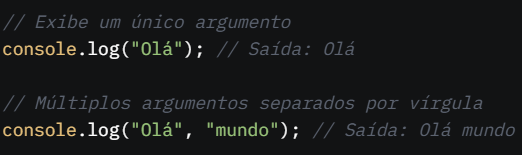 // Exibe um único argumento
console.log("Olá"); // Saída: Olá
// Múltiplos argumentos separados por vírgula
console.log("Olá", "mundo"); // Saída: Olá mundo